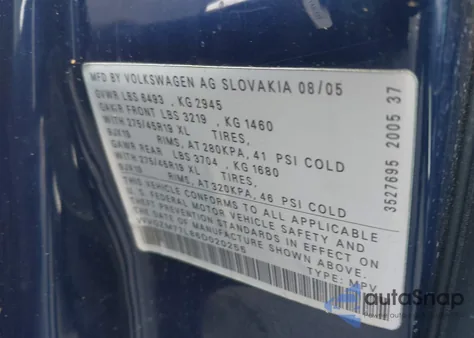 MFD BY VOLKSWAGEN AG SLOVAKIA 08/05
GVWR LBS 6493 , KG 2945
GAWR FRONT LBS 3219 , KG 1460
WITH 275/45R19 XL TIRES,
9JX19 RIMS, AT 280KPA, 41 PSI COLD
GAWR REAR LBS 3704 , KG 1680
WITH 275/45R19 XL TIRES,
9JX19 RIMS, AT 320KPA, 46 PSI COLD
THIS VEHICLE CONFORMS TO ALL APPLICABLE
U.S. FEDERAL MOTOR VEHICLE SAFETY AND
THEFT PREVENTION STANDARDS IN EFFECT ON
THE DATE OF MANUFACTURE SHOWN ABOVE.
TYPE: MPV
3527695 2005 37
autoSnap